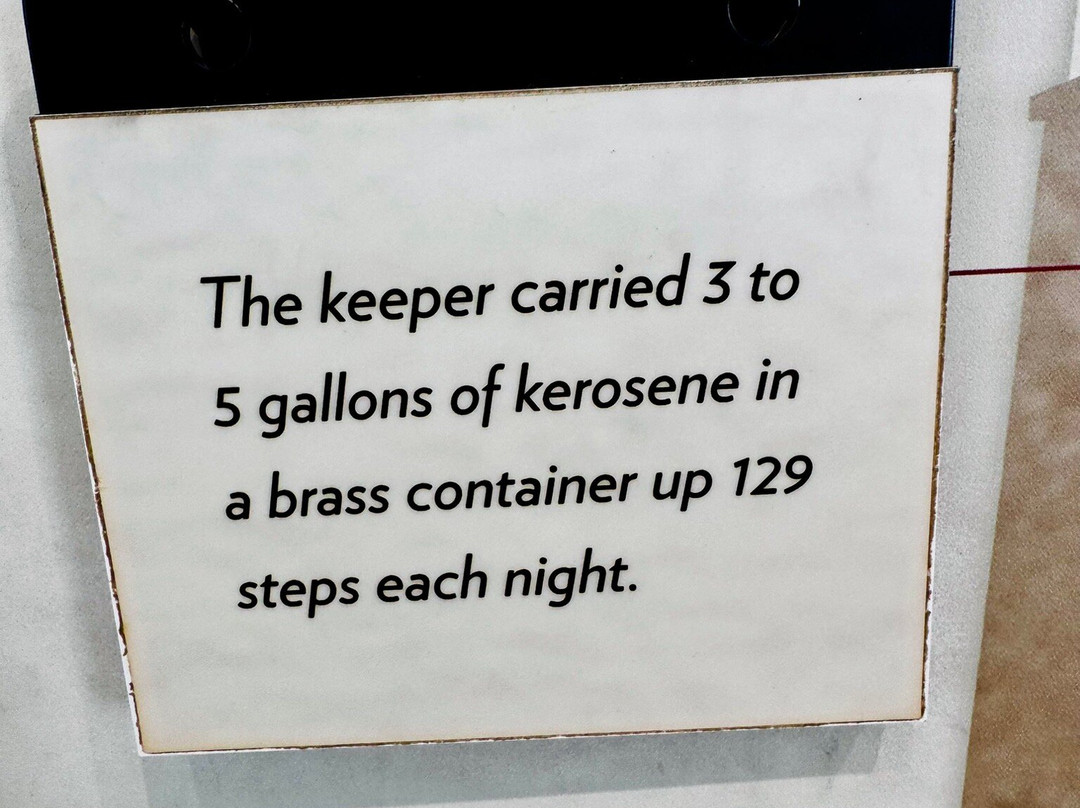 The keeper carried 3 to
5 gallons of kerosene in
a brass container up 129
steps each night.